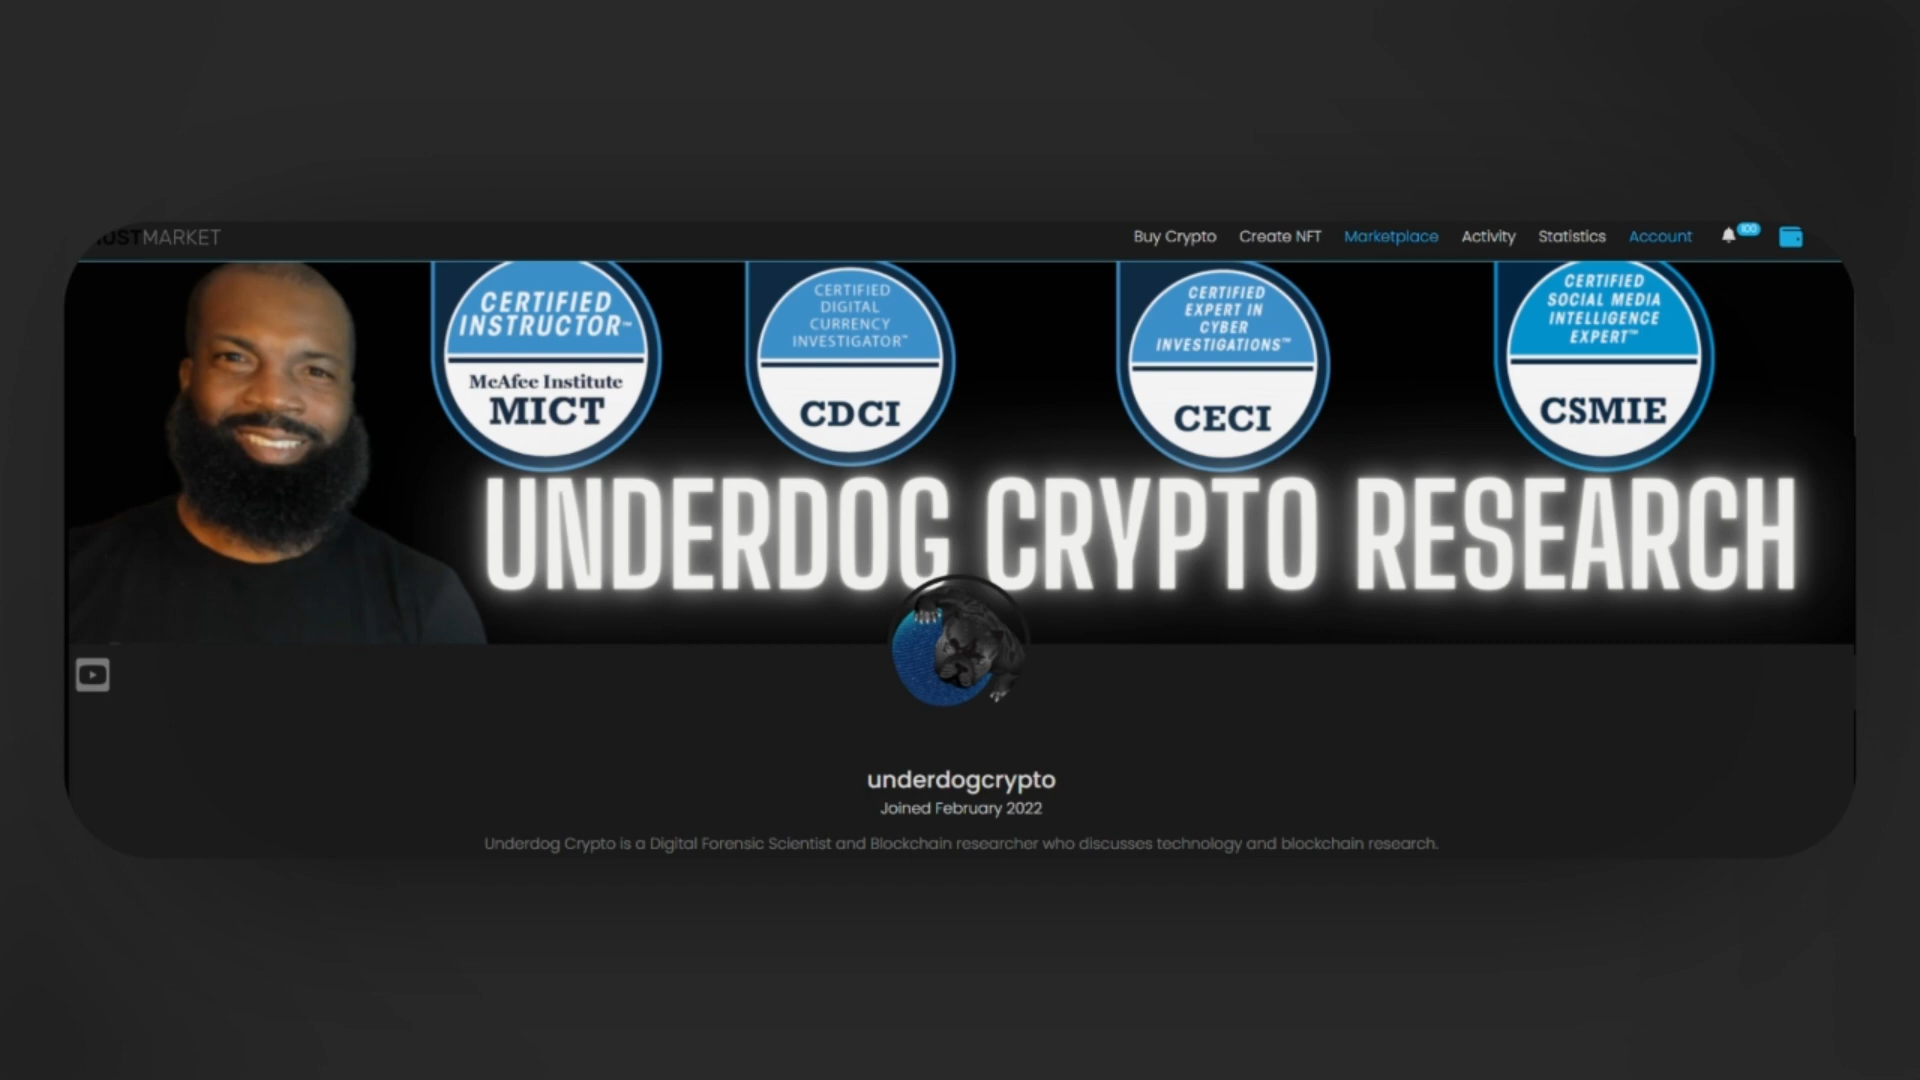 MARKET
Buy Crypto Create NFT Marketplace Activity Statistics Account 100
CERTIFIED
INSTRUCTOR™
McAfee Institute
MICT
CERTIFIED
DIGITAL
CURRENCY
INVESTIGATOR™
CDCI
CERTIFIED
EXPERT IN
CYBER
INVESTIGATIONS™
CECI
CERTIFIED
SOCIAL MEDIA
INTELLIGENCE
EXPERT™
CSMIE
UNDERDOG CRYPTO RESEARCH
underdogcrypto
Joined February 2022
Underdog Crypto is a Digital Forensic Scientist and Blockchain researcher who discusses technology and blockchain research.